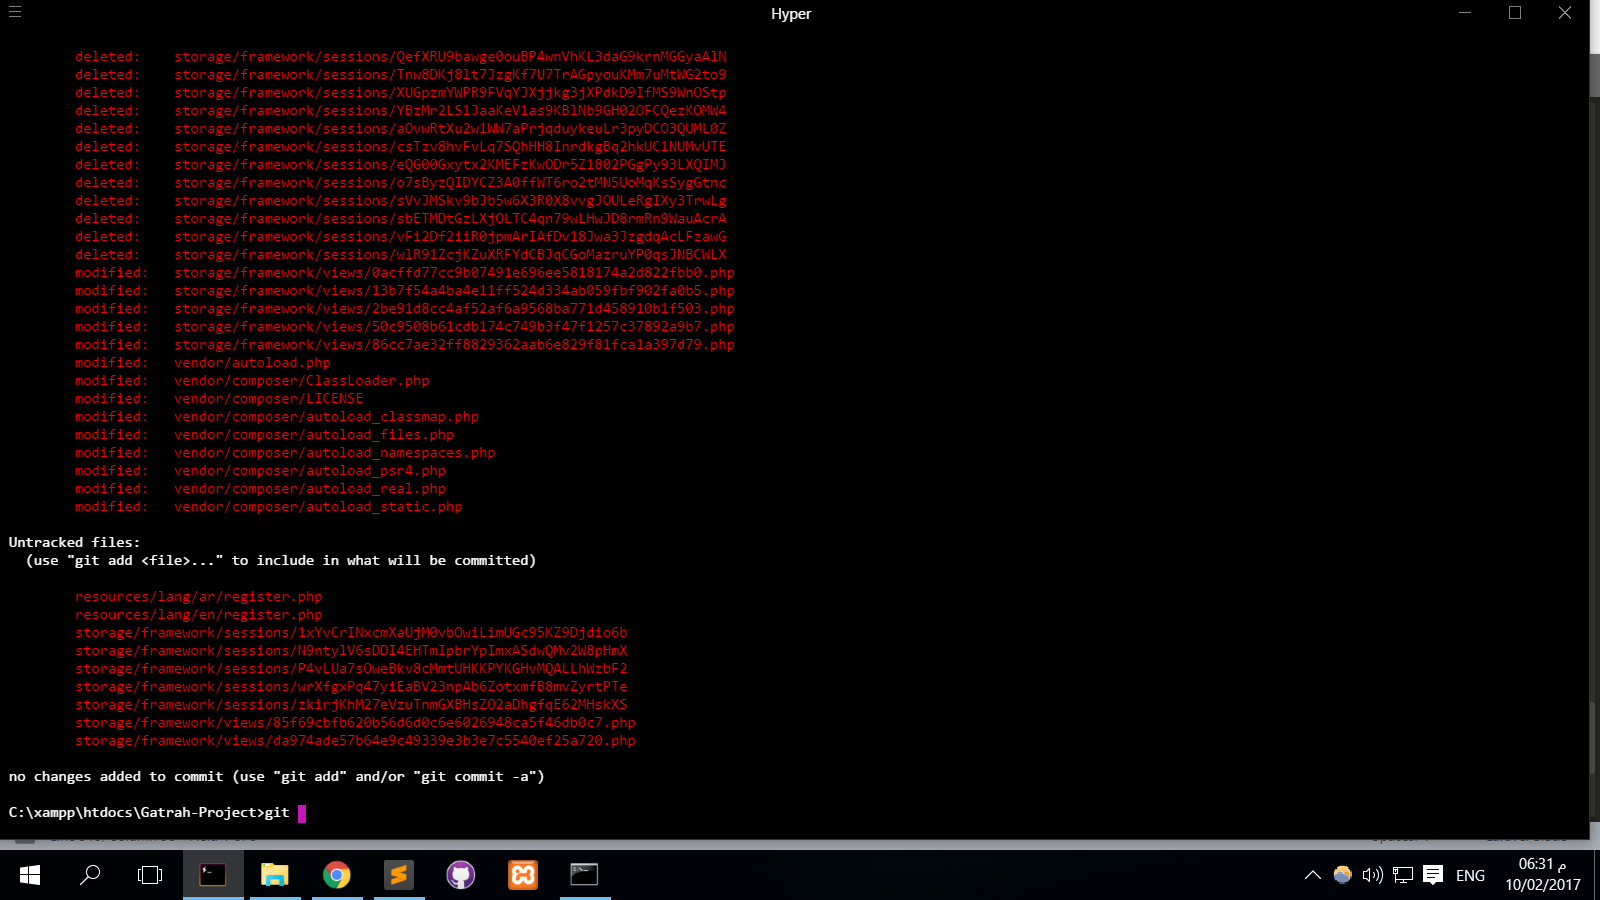 Hyper
deleted: storage/framework/sessions/QefXRU9bawge0ouBP4wnVhKL3daG9krnMGGyaAlN
deleted: storage/framework/sessions/Tnw8DKj8lt7JzgKf7U7TrAGpyouKMm7uMtWG2to9
deleted: storage/framework/sessions/XUGpzmYWPR9FVqYJXjjkg3jXPdkD9IfMS9WnOStp
deleted: storage/framework/sessions/YBzMr2LS1JaaKeV1as9KBlNb9GH02OFCQezKOMW4
deleted: storage/framework/sessions/aOvwRtXu2w1WW7aPrjqduykeuLr3pyDCO3QUML0Z
deleted: storage/framework/sessions/csTzv8hyFvLq7SQhHH8InrdkgBq2hkUC1NUMvUTE
deleted: storage/framework/sessions/eQG00Gxytx2KMEFzKwODr5Z1802PGgPy93LXQIMJ
deleted: storage/framework/sessions/o7sByzQIDYCZ3A0ffWT6ro2tMN5UoMqKsSygGtnc
deleted: storage/framework/sessions/sVvJMSkv9bJb5w6X3R0X8vvgJOULeRgIXy3TrwLg
deleted: storage/framework/sessions/sbETMDtGzLXjOLTC4qn79wLHwJD8rmRn9WauAcrA
deleted: storage/framework/sessions/vFi2Df2iiR0jpmArIAfDv18Jwa3JzgdqAcLFzawG
deleted: storage/framework/sessions/wlR91ZcjKZuXRFYdCBJqCGoMazruYP0qsJNBCWLX
modified: storage/framework/views/0acffd77cc9b07491e696ee5818174a2d822fbb0.php
modified: storage/framework/views/13b7f54a4ba4e11ff524d334ab059fbf902fa0b5.php
modified: storage/framework/views/2be91d8cc4af52af6a9568ba771d458910b1f503.php
modified: storage/framework/views/50c9508b61cdb174c749b3f47f1257c37892a9b7.php
modified: storage/framework/views/86cc7ae32ff8829362aab6e829f81fca1a397d79.php
modified: vendor/autoload.php
modified: vendor/composer/ClassLoader.php
modified: vendor/composer/LICENSE
modified: vendor/composer/autoload_classmap.php
modified: vendor/composer/autoload_files.php
modified: vendor/composer/autoload_namespaces.php
modified: vendor/composer/autoload_psr4.php
modified: vendor/composer/autoload_real.php
modified: vendor/composer/autoload_static.php
Untracked files:
(use "git add <file>..." to include in what will be committed)
resources/lang/ar/register.php
resources/lang/en/register.php
storage/framework/sessions/1xYvCrINxcmXaUjM0vbOwiLimUGc95KZ9Djdio6b
storage/framework/sessions/N9ntylV6sDDI4EHTmIpbrYpImxASdwQMv2W8pHmX
storage/framework/sessions/P4vLUa7sOweBkv8cMmtUHKKPYKGHvMQALLhWzbF2
storage/framework/sessions/wrXfgxPq47yiEaBV23npAb6ZotxmfB8mvZyrtPTe
storage/framework/sessions/zkirjKhM27eVzuTnmGXBHsZO2aDhgfqE62MHskXS
storage/framework/views/85f69cbfb620b56d6d0c6e6026948ca5f46db0c7.php
storage/framework/views/da974ade57b64e9c49339e3b3e7c5540ef25a720.php
no changes added to commit (use "git add" and/or "git commit -a")
C:\xampp\htdocs\Gatrah-Project>git
ENG
06:31 م
10/02/2017